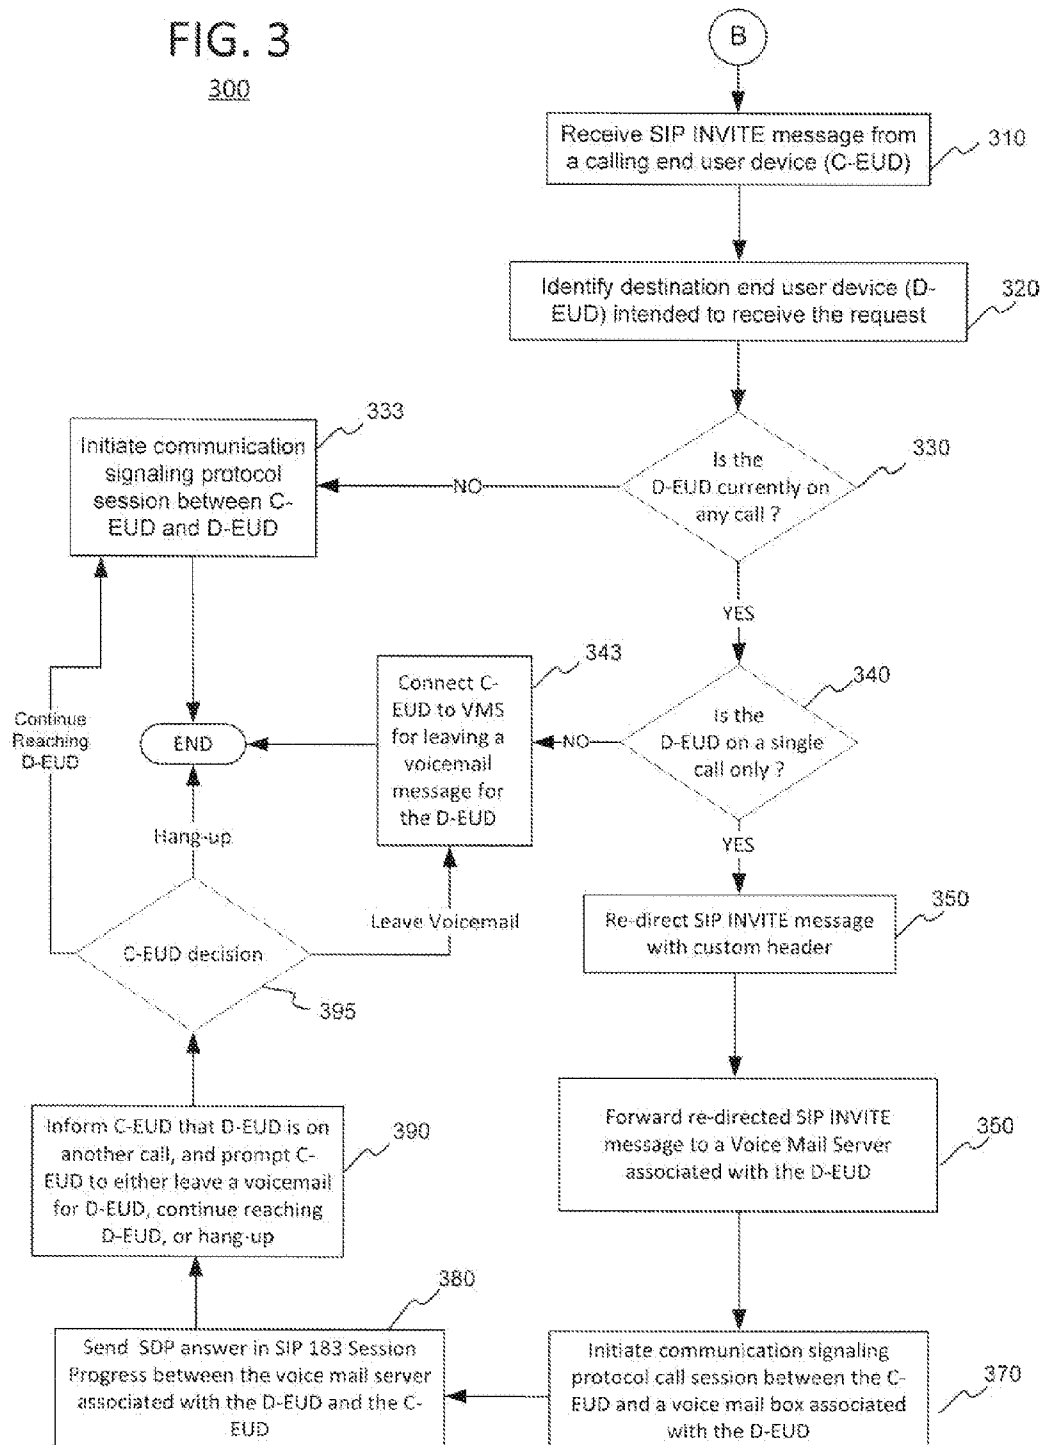 FIG. 3
300
B
Receive SIP INVITE message from
a calling end user device (C-EUD)
310
Identify destination end user device (D-
EUD) intended to receive the request
320
Is the
D-EUD currently on
any call ?
330
NO
333
Initiate communication
signaling protocol
session between C-
EUD and D-EUD
YES
Is the
D-EUD on a single
call only ?
340
NO
343
Connect C-
EUD to VMS
for leaving a
voicemail
message for
the D-EUD
Continue
Reaching
D-EUD
END
Hang-up
Leave Voicemail
YES
Re-direct SIP INVITE message
with custom header
350
C-EUD decision
395
Forward re-directed SIP INVITE
message to a Voice Mail Server
associated with the D-EUD
360
Inform C-EUD that D-EUD is on
another call, and prompt C-
EUD to either leave a voicemail
for D-EUD, continue reaching
D-EUD, or hang-up
390
380
Send SDP answer in SIP 183 Session
Progress between the voice mail server
associated with the D-EUD and the C-
EUD
Initiate communication signaling
protocol call session between the C-
EUD and a voice mail box associated
with the D-EUD
370